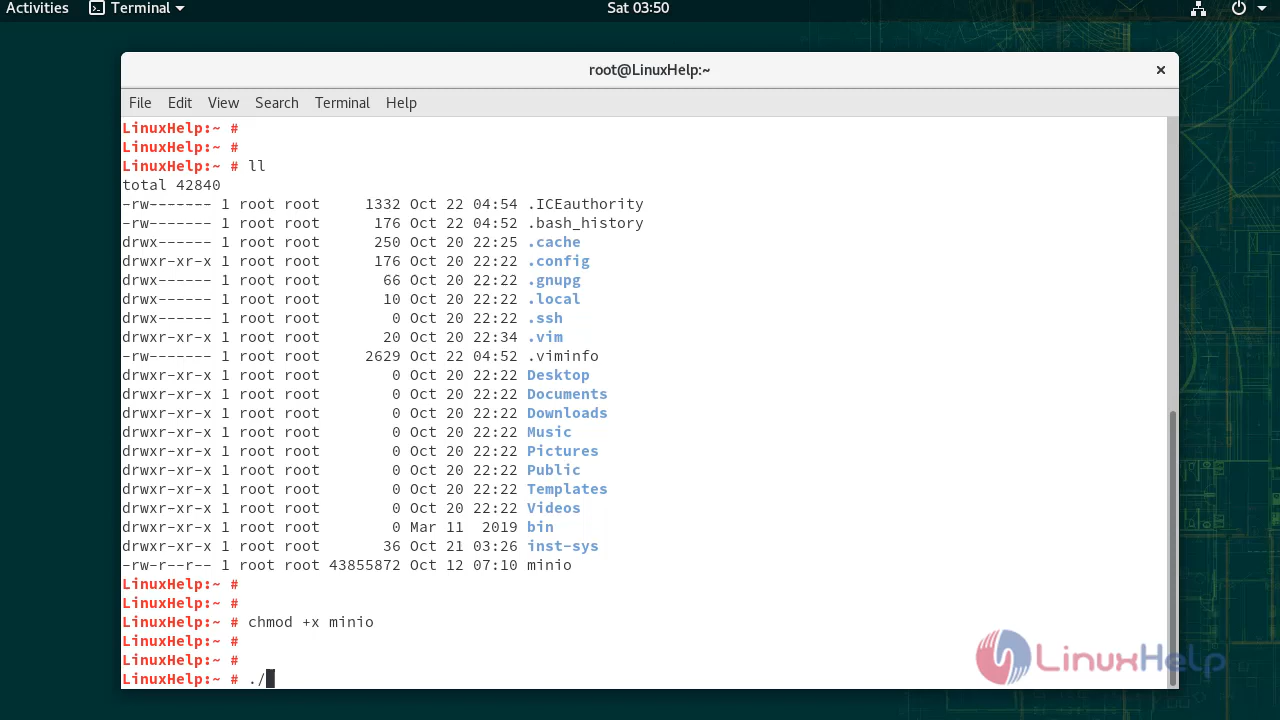 Activities Terminal Sat 03:50
root@LinuxHelp:~
File Edit View Search Terminal Help
LinuxHelp:~ #
LinuxHelp:~ #
LinuxHelp:~ # ll
total 42840
-rw------- 1 root root     1332 Oct 22 04:54 .ICEauthority
-rw------- 1 root root      176 Oct 22 04:52 .bash_history
drwx------ 1 root root      250 Oct 20 22:25 .cache
drwxr-xr-x 1 root root      176 Oct 20 22:22 .config
drwx------ 1 root root       66 Oct 20 22:22 .gnupg
drwx------ 1 root root       10 Oct 20 22:22 .local
drwx------ 1 root root        0 Oct 20 22:22 .ssh
drwxr-xr-x 1 root root       20 Oct 20 22:34 .vim
-rw------- 1 root root     2629 Oct 22 04:52 .viminfo
drwxr-xr-x 1 root root        0 Oct 20 22:22 Desktop
drwxr-xr-x 1 root root        0 Oct 20 22:22 Documents
drwxr-xr-x 1 root root        0 Oct 20 22:22 Downloads
drwxr-xr-x 1 root root        0 Oct 20 22:22 Music
drwxr-xr-x 1 root root        0 Oct 20 22:22 Pictures
drwxr-xr-x 1 root root        0 Oct 20 22:22 Public
drwxr-xr-x 1 root root        0 Oct 20 22:22 Templates
drwxr-xr-x 1 root root        0 Oct 20 22:22 Videos
drwxr-xr-x 1 root root        0 Mar 11  2019 bin
drwxr-xr-x 1 root root       36 Oct 21 03:26 inst-sys
-rw-r--r-- 1 root root 43855872 Oct 12 07:10 minio
LinuxHelp:~ #
LinuxHelp:~ #
LinuxHelp:~ # chmod +x minio
LinuxHelp:~ #
LinuxHelp:~ #
LinuxHelp:~ # ./
LinuxHelp